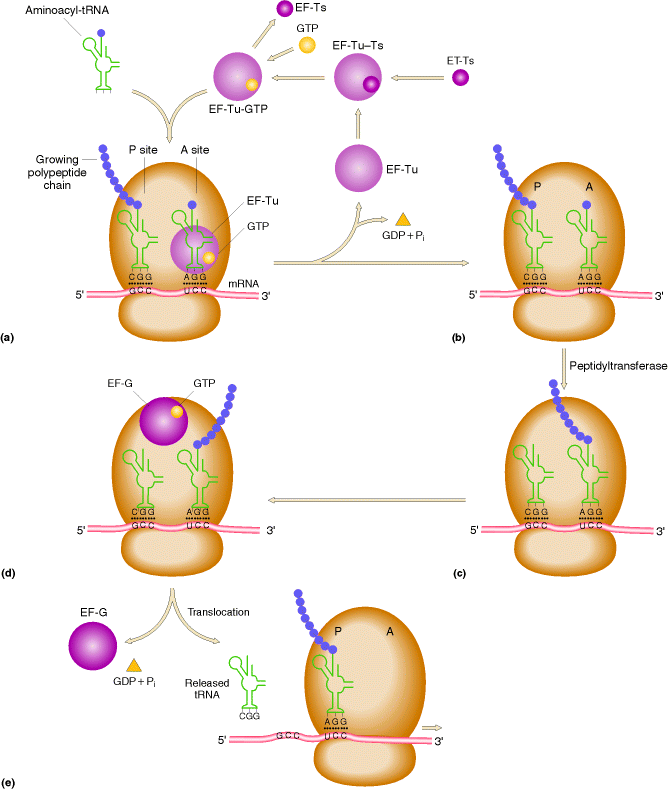 Aminoacyl-tRNA
EF-Ts
GTP
EF-Tu–Ts
ET-Ts
EF-Tu-GTP
Growing
polypeptide
chain
P site
A site
EF-Tu
GTP
EF-Tu
GDP + Pi
CGG
AGG
mRNA
5'
GCC
UCC
3'
(a)
P
A
CGG
AGG
5'
GCC
UCC
3'
(b)
Peptidyltransferase
EF-G
GTP
CGG
AGG
5'
GCC
UCC
3'
(d)
CGG
AGG
5'
GCC
UCC
3'
(c)
EF-G
Translocation
GDP + Pi
Released
tRNA
CGG
P
A
AGG
5'
GCC
UCC
3'
(e)